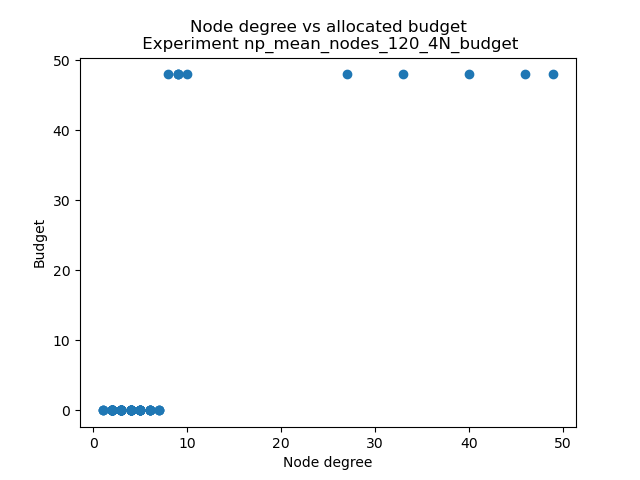 Node degree vs allocated budget
Experiment np_mean_nodes_120_4N_budget
50
40
30
20
10
0
Budget
0 10 20 30 40 50
Node degree